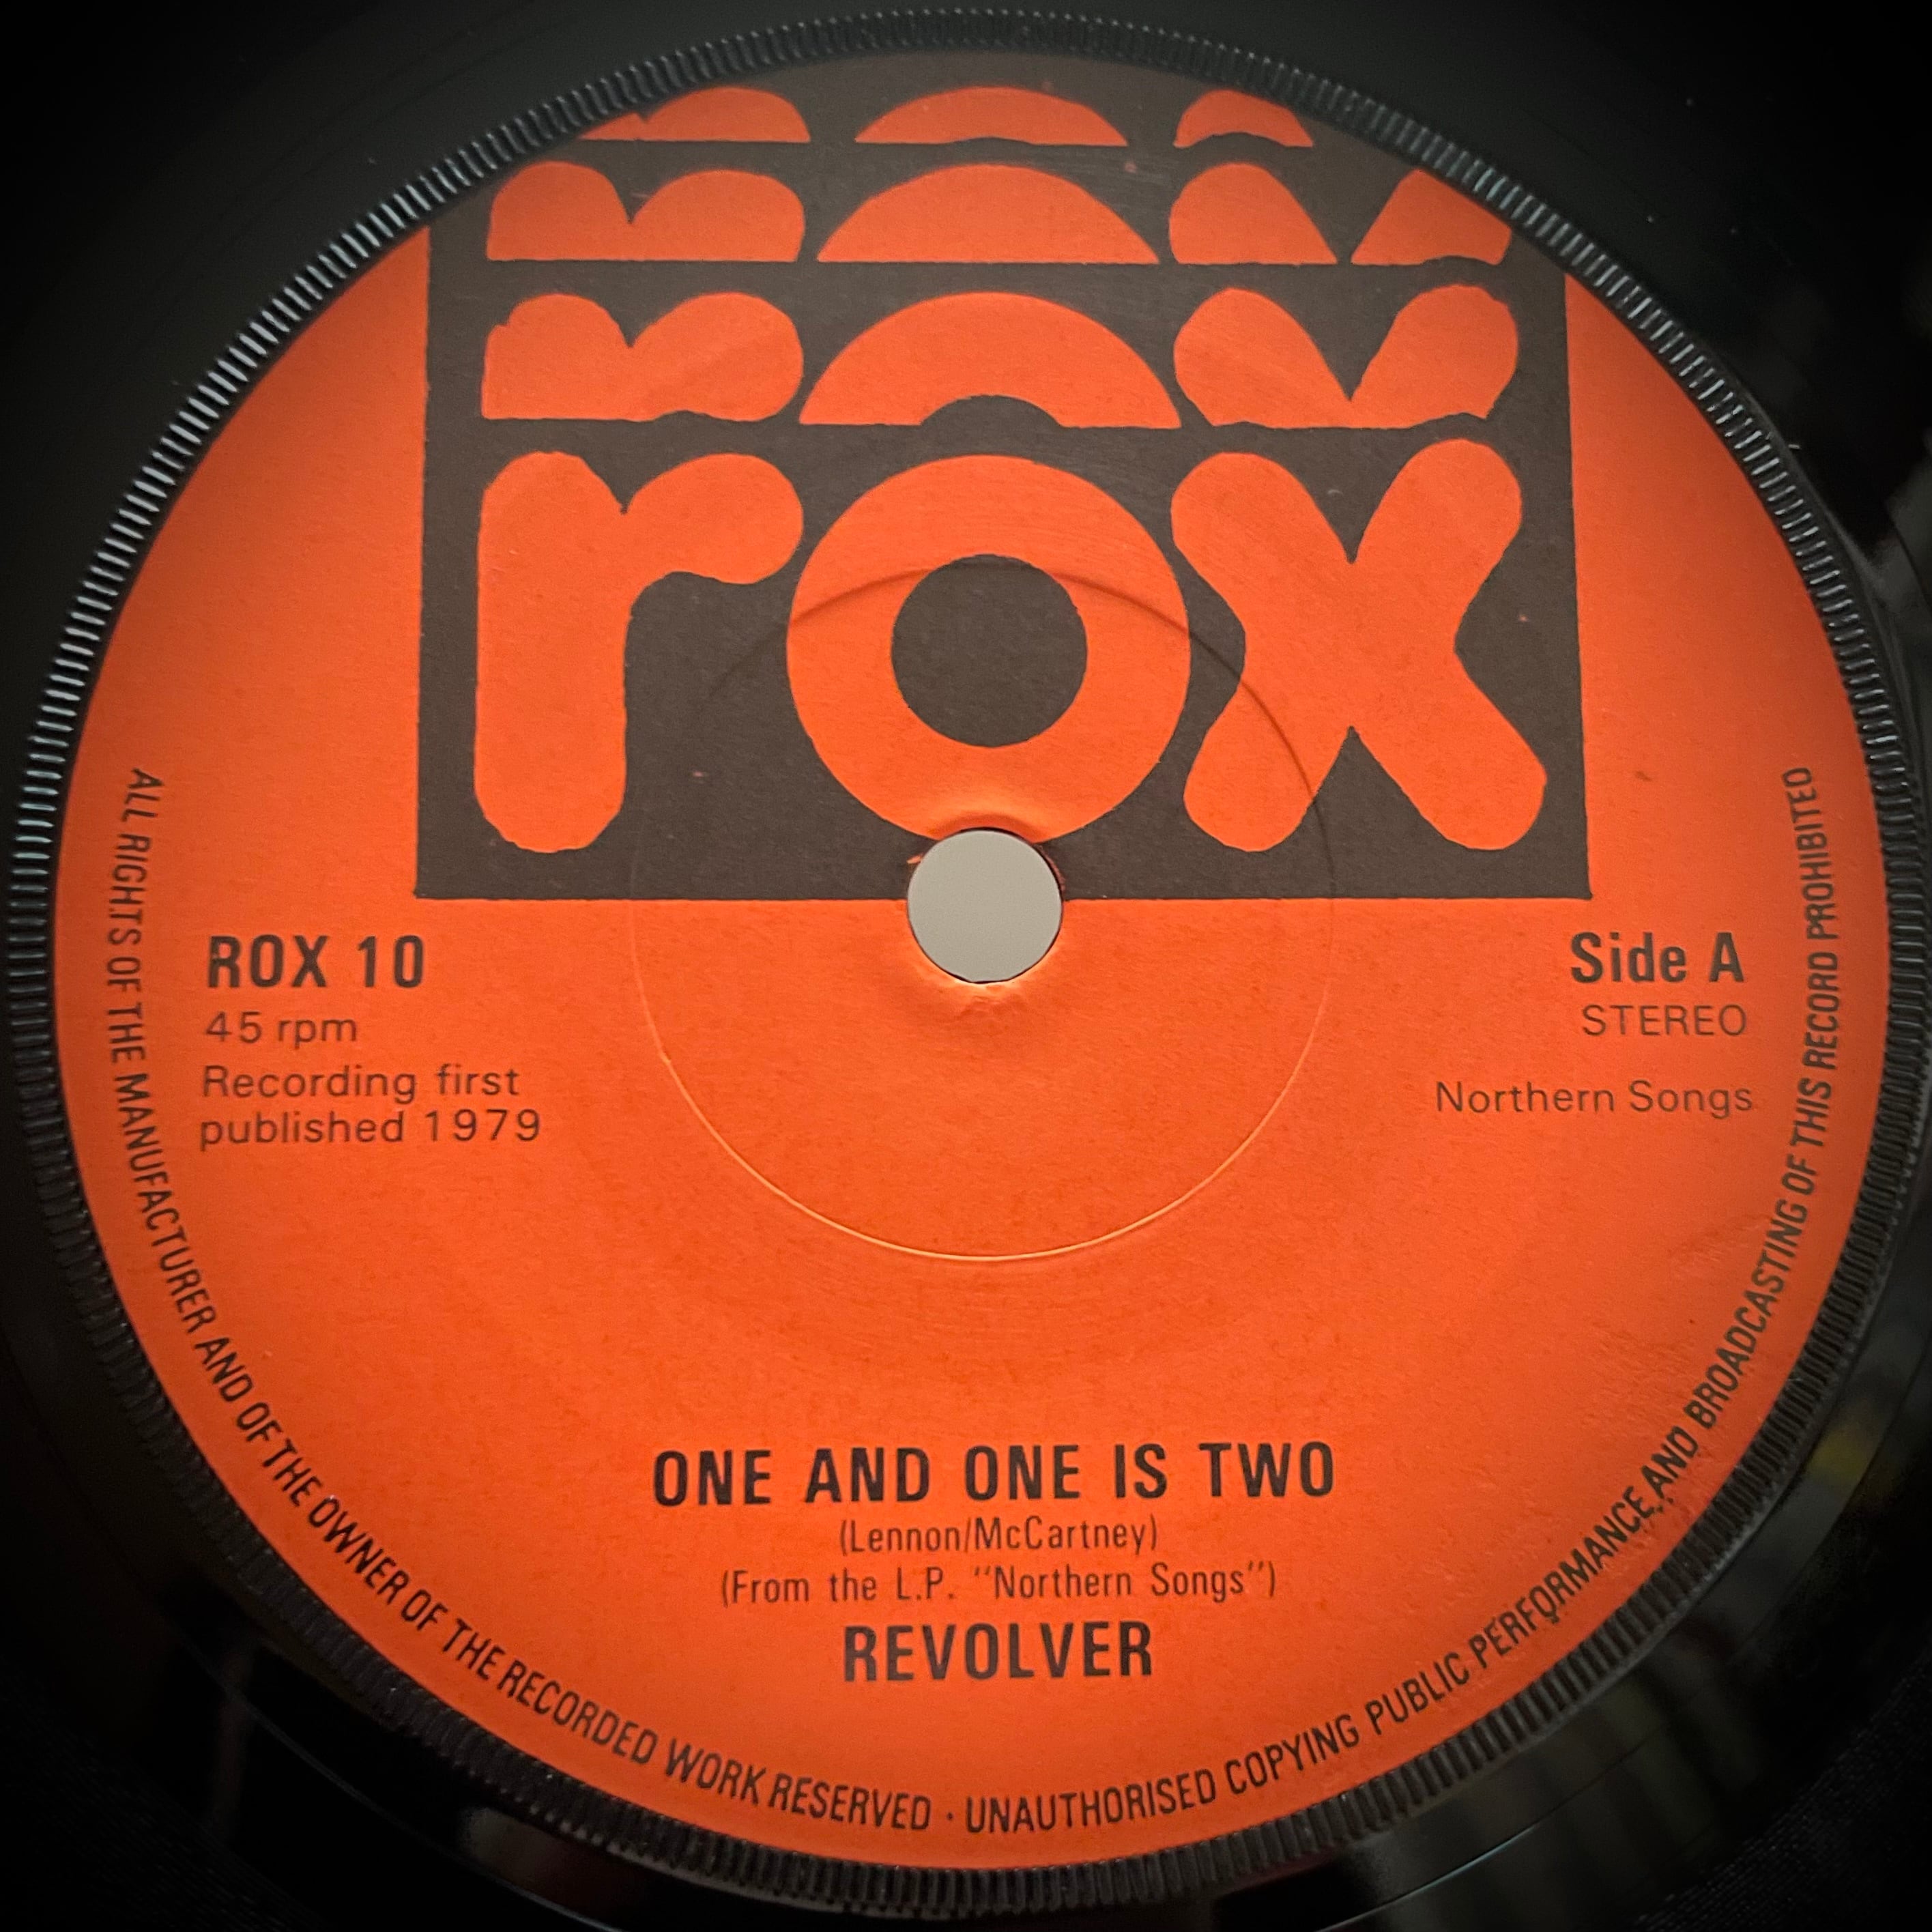 rox
ROX 10
45 rpm
Recording first
published 1979
Side A
STEREO
Northern Songs
ONE AND ONE IS TWO
(Lennon/McCartney)
(From the L.P. "Northern Songs")
REVOLVER
ALL RIGHTS OF THE MANUFACTURER AND OF THE OWNER OF THE RECORDED WORK RESERVED · UNAUTHORISED COPYING PUBLIC PERFORMANCE AND BROADCASTING OF THIS RECORD PROHIBITED